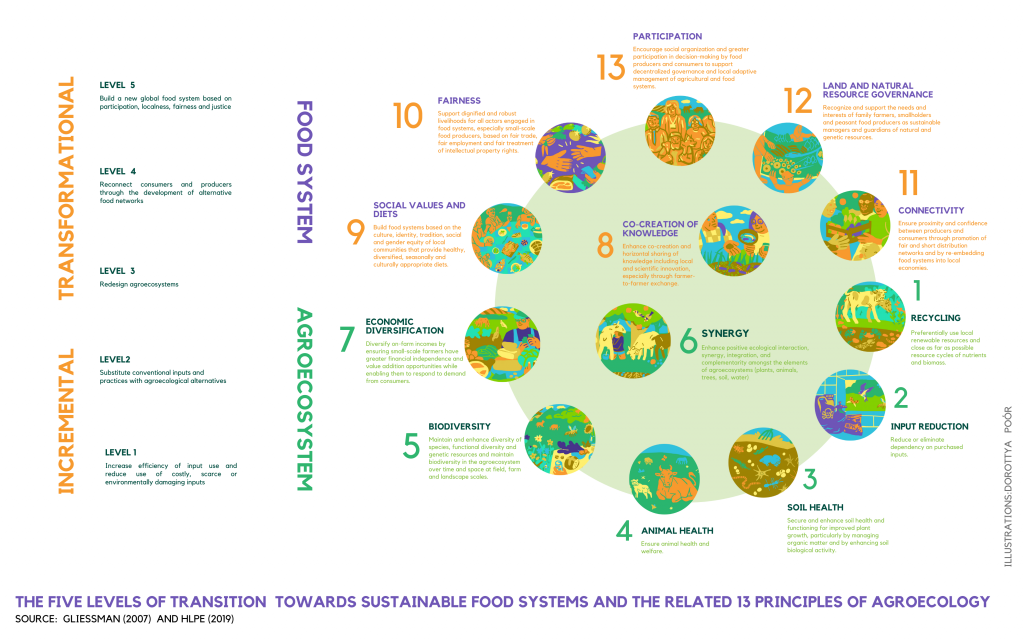 TRANSFORMATIONAL
INCREMENTAL
LEVEL 5
Build a new global food system based on
participation, localness, fairness and justice
LEVEL 4
Reconnect consumers and producers
through the development of alternative
food networks
LEVEL 3
Redesign agroecosystems
LEVEL2
Substitute conventional inputs and
practices with agroecological alternatives
LEVEL 1
Increase efficiency of input use and
reduce use of costly, scarce or
environmentally damaging inputs
FOOD SYSTEM
AGROECOSYSTEM
13
PARTICIPATION
Encourage social organization and greater
participation in decision-making by food
producers and consumers to support
decentralized governance and local adaptive
management of agricultural and food
systems.
12
LAND AND NATURAL
RESOURCE GOVERNANCE
Recognize and support the needs and
interests of family farmers, smallholders
and peasant food producers as sustainable
managers and guardians of natural and
genetic resources.
11
CONNECTIVITY
Ensure proximity and confidence
between producers and
consumers through promotion of
fair and short distribution
networks and by re-embedding
food systems into local
economies.
10
FAIRNESS
Support dignified and robust
livelihoods for all actors engaged in
food systems, especially small-scale
food producers, based on fair trade,
fair employment and fair treatment
of intellectual property rights.
9
SOCIAL VALUES AND
DIETS
Build food systems based on the
culture, identity, tradition, social
and gender equity of local
communities that provide healthy,
diversified, seasonally and
culturally appropriate diets.
8
CO-CREATION OF
KNOWLEDGE
Enhance co-creation and
horizontal sharing of
knowledge including local
and scientific innovation,
especially through farmer-
to-farmer exchange.
7
ECONOMIC
DIVERSIFICATION
Diversify on-farm incomes by
ensuring small-scale farmers have
greater financial independence and
value addition opportunities while
enabling them to respond to demand
from consumers.
6
SYNERGY
Enhance positive ecological interaction,
synergy, integration, and
complementarity amongst the elements
of agroecosystems (plants, animals,
trees, soil, water)
5
BIODIVERSITY
Maintain and enhance diversity of
species, functional diversity and
genetic resources and maintain
biodiversity in the agroecosystem
over time and space at field, farm
and landscape scales.
4
ANIMAL HEALTH
Ensure animal health and
welfare.
3
SOIL HEALTH
Secure and enhance soil health and
functioning for improved plant
growth, particularly by managing
organic matter and by enhancing soil
biological activity.
2
INPUT REDUCTION
Reduce or eliminate
dependency on purchased
inputs.
1
RECYCLING
Preferentially use local
renewable resources and
close as far as possible
resource cycles of nutrients
and biomass.
ILLUSTRATIONS:DOROTTYA POÓR
THE FIVE LEVELS OF TRANSITION TOWARDS SUSTAINABLE FOOD SYSTEMS AND THE RELATED 13 PRINCIPLES OF AGROECOLOGY
SOURCE: GLIESSMAN (2007) AND HLPE (2019)